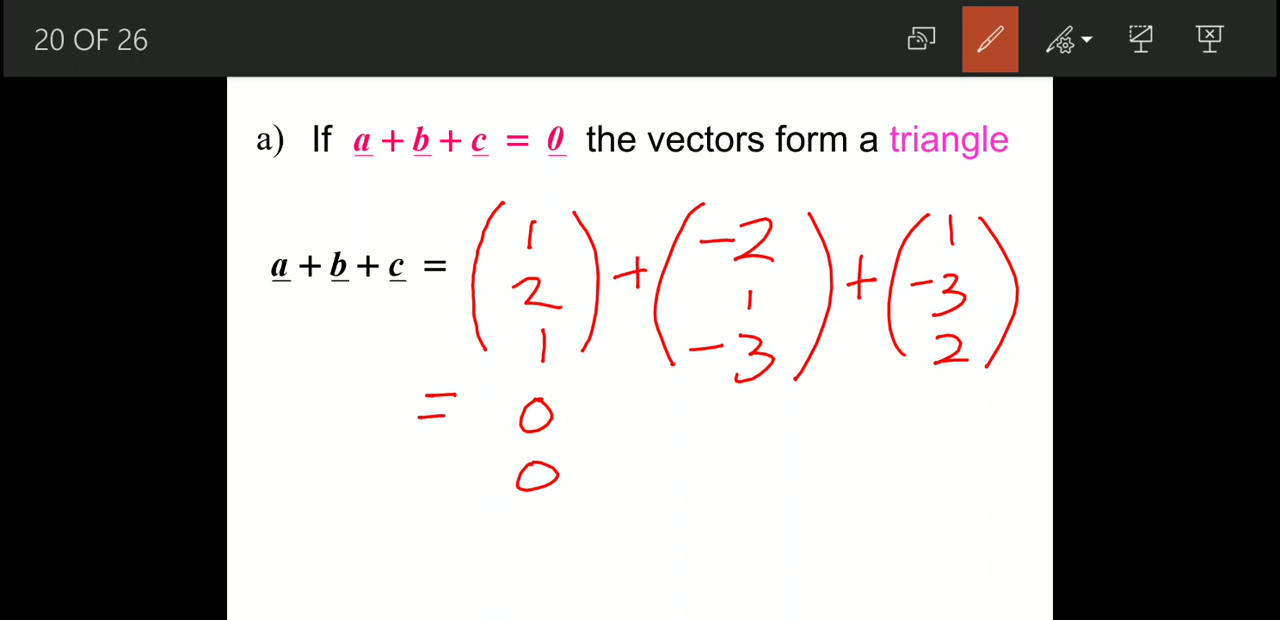 20 OF 26
a) If a + b + c = 0 the vectors form a triangle
a + b + c = (1 2 1) + (-2 1 -3) + (1 -3 2)
= 0
0